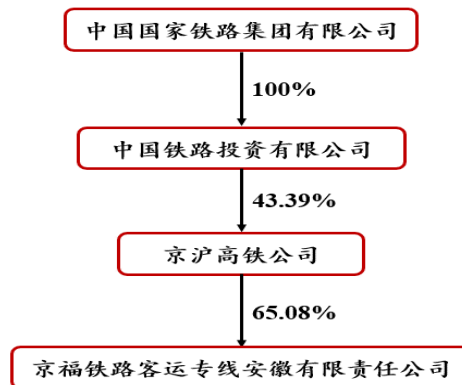 中国国家铁路集团有限公司
100%
中国铁路投资有限公司
43.39%
京沪高铁公司
65.08%
京福铁路客运专线安徽有限责任公司